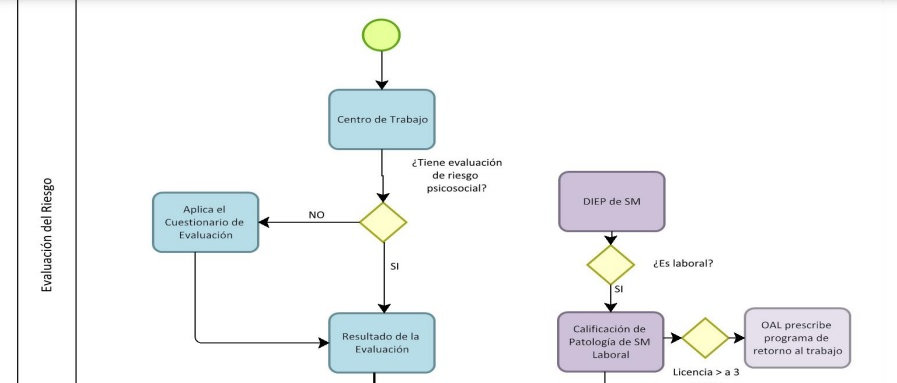 Evaluación del Riesgo
Centro de Trabajo
¿Tiene evaluación
de riesgo
psicosocial?
Aplica el
Cuestionario de
Evaluación
NO
SI
Resultado de la
Evaluación
DIEP de SM
¿Es laboral?
SI
Calificación de
Patología de SM
Laboral
Licencia > a 3
OAL prescribe
programa de
retorno al trabajo